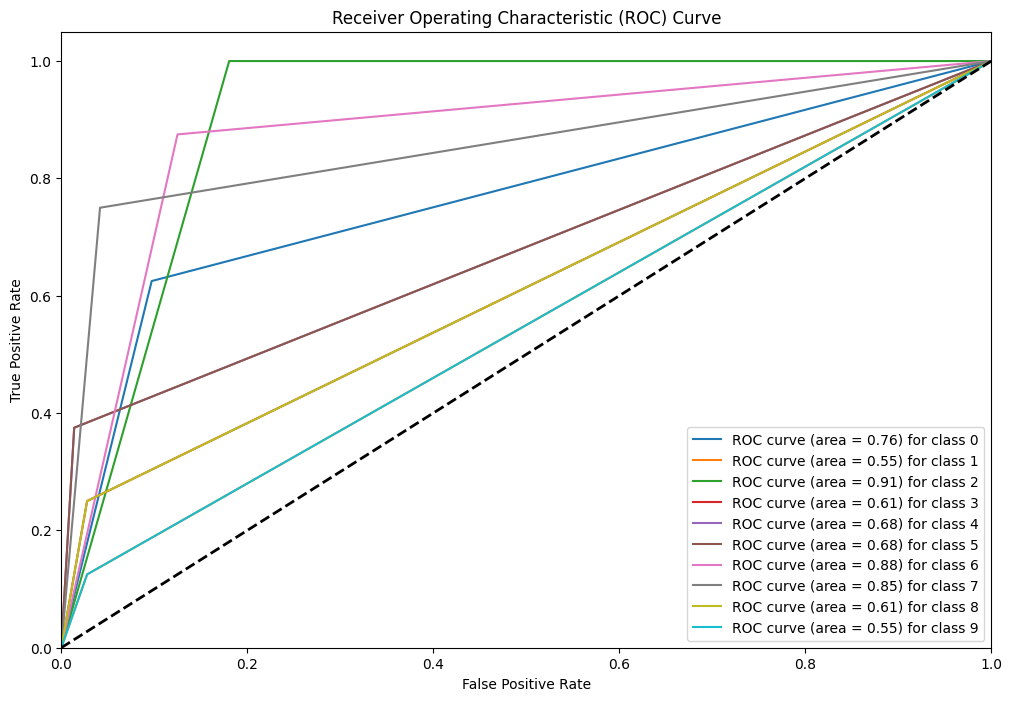 Receiver Operating Characteristic (ROC) Curve
1.0
0.8
0.6
0.4
0.2
0.0
True Positive Rate
0.0 0.2 0.4 0.6 0.8 1.0
False Positive Rate
ROC curve (area = 0.76) for class 0
ROC curve (area = 0.55) for class 1
ROC curve (area = 0.91) for class 2
ROC curve (area = 0.61) for class 3
ROC curve (area = 0.68) for class 4
ROC curve (area = 0.68) for class 5
ROC curve (area = 0.88) for class 6
ROC curve (area = 0.85) for class 7
ROC curve (area = 0.61) for class 8
ROC curve (area = 0.55) for class 9